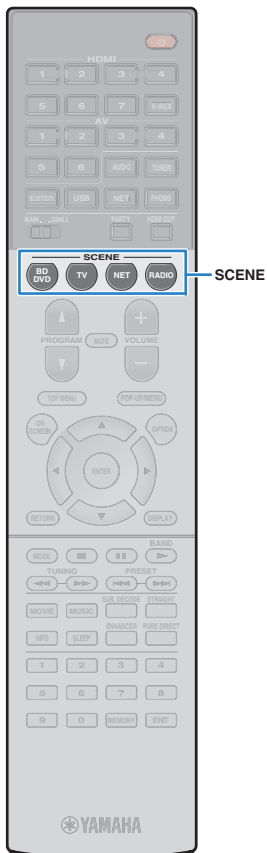 HDMI
1 2 3 4
5 6 7 V-AUX
AV
1 2 3 4
5 6 AUDIO TUNER
BLUETOOTH USB NET PHONO
MAIN ZONE 2 PARTY HDMI OUT
SCENE
BD DVD TV NET RADIO
SCENE
PROGRAM MUTE VOLUME
TOP MENU POP-UP/MENU
ON SCREEN OPTION
ENTER
RETURN DISPLAY
BAND
MODE
TUNING PRESET
MOVIE MUSIC SUR. DECODE STRAIGHT
INFO SLEEP ENHANCER PURE DIRECT
1 2 3 4
5 6 7 8
9 0 MEMORY ENT
YAMAHA